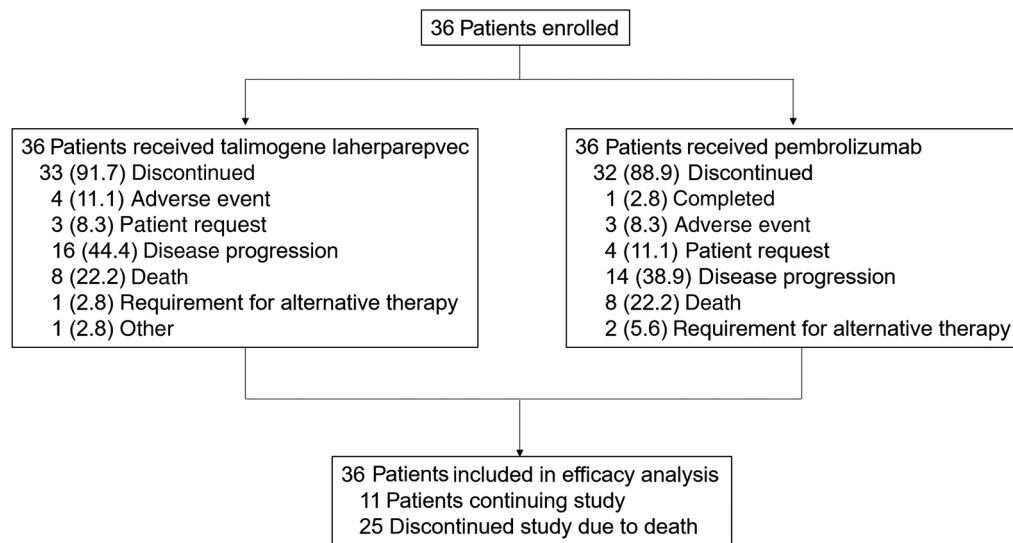 36 Patients enrolled
36 Patients received talimogene laherparepvec
33 (91.7) Discontinued
4 (11.1) Adverse event
3 (8.3) Patient request
16 (44.4) Disease progression
8 (22.2) Death
1 (2.8) Requirement for alternative therapy
1 (2.8) Other
36 Patients received pembrolizumab
32 (88.9) Discontinued
1 (2.8) Completed
3 (8.3) Adverse event
4 (11.1) Patient request
14 (38.9) Disease progression
8 (22.2) Death
2 (5.6) Requirement for alternative therapy
36 Patients included in efficacy analysis
11 Patients continuing study
25 Discontinued study due to death